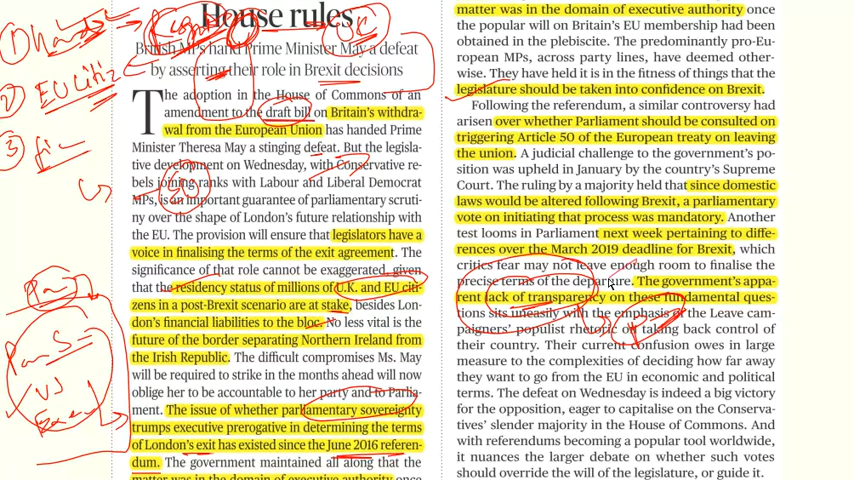 House rules
British MPs hand Prime Minister May a defeat
by asserting their role in Brexit decisions
The adoption in the House of Commons of an
amendment to the draft bill on Britain's withdra-
wal from the European Union has handed Prime
Minister Theresa May a stinging defeat. But the legisla-
tive development on Wednesday, with Conservative re-
bels joining ranks with Labour and Liberal Democrat
MPs, is an important guarantee of parliamentary scruti-
ny over the shape of London's future relationship with
the EU. The provision will ensure that legislators have a
voice in finalising the terms of the exit agreement. The
significance of that role cannot be exaggerated, given
that the residency status of millions of U.K. and EU citi-
zens in a post-Brexit scenario are at stake, besides Lon-
don's financial liabilities to the bloc. No less vital is the
future of the border separating Northern Ireland from
the Irish Republic. The difficult compromises Ms. May
will be required to strike in the months ahead will now
oblige her to be accountable to her party and to Parlia-
ment. The issue of whether parliamentary sovereignty
trumps executive prerogative in determining the terms
of London's exit has existed since the June 2016 referen-
dum. The government maintained all along that the
matter was in the domain of executive authority once
matter was in the domain of executive authority once
the popular will on Britain's EU membership had been
obtained in the plebiscite. The predominantly pro-Eu-
ropean MPs, across party lines, have deemed other-
wise. They have held it is in the fitness of things that the
legislature should be taken into confidence on Brexit.
Following the referendum, a similar controversy had
arisen over whether Parliament should be consulted on
triggering Article 50 of the European treaty on leaving
the union. A judicial challenge to the government's po-
sition was upheld in January by the country's Supreme
Court. The ruling by a majority held that since domestic
laws would be altered following Brexit, a parliamentary
vote on initiating that process was mandatory. Another
test looms in Parliament next week pertaining to diffe-
rences over the March 2019 deadline for Brexit, which
critics fear may not leave enough room to finalise the
precise terms of the departure. The government's appa-
rent lack of transparency on these fundamental ques-
tions sits uneasily with the emphasis of the Leave cam-
paigners' populist rhetoric on taking back control of
their country. Their current confusion owes in large
measure to the complexities of deciding how far away
they want to go from the EU in economic and political
terms. The defeat on Wednesday is indeed a big victory
for the opposition, eager to capitalise on the Conserva-
tives' slender majority in the House of Commons. And
with referendums becoming a popular tool worldwide,
it nuances the larger debate on whether such votes
should override the will of the legislature, or guide it.
EU Citiz
EU
vs